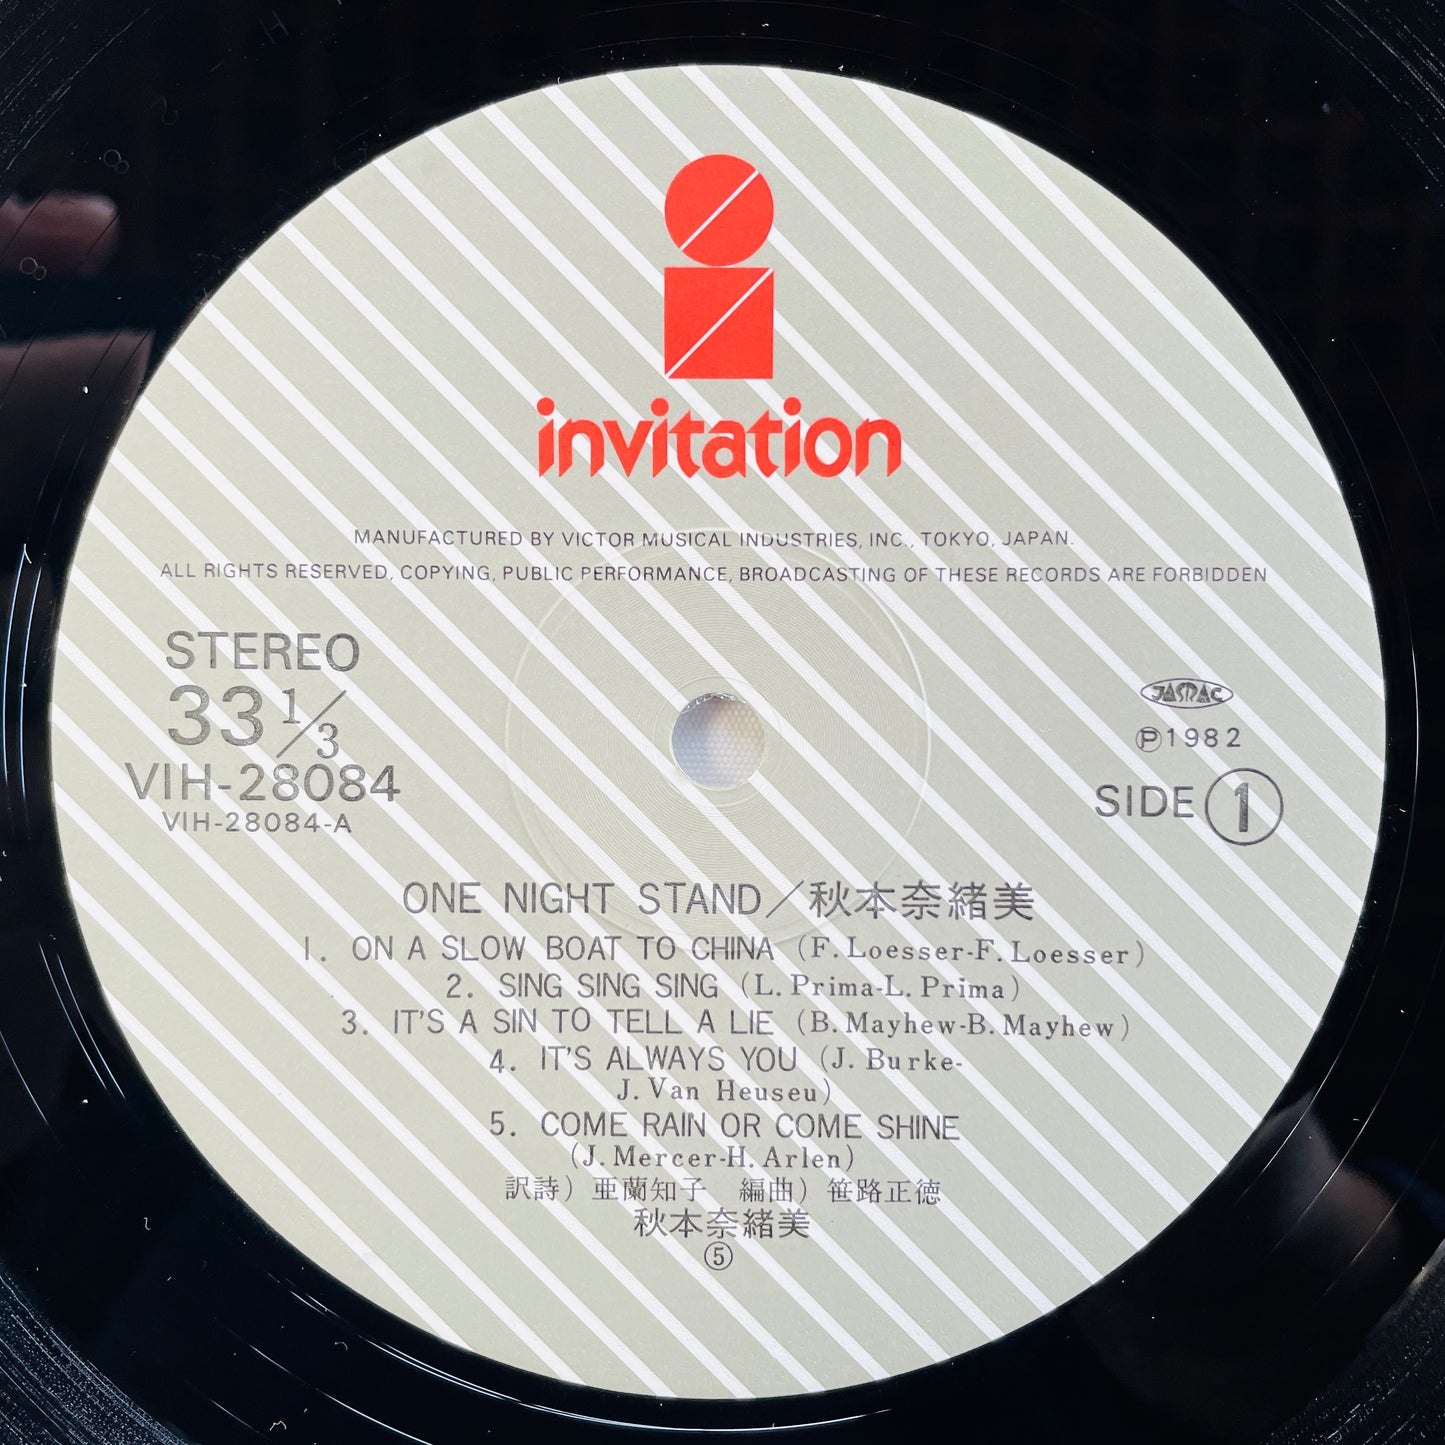 invitation
MANUFACTURED BY VICTOR MUSICAL INDUSTRIES, INC., TOKYO, JAPAN.
ALL RIGHTS RESERVED, COPYING, PUBLIC PERFORMANCE, BROADCASTING OF THESE RECORDS ARE FORBIDDEN
STEREO
33 1/3
VIH-28084
VIH-28084-A
JASRAC
Ⓟ1982
SIDE ①
ONE NIGHT STAND／秋本奈緒美
1. ON A SLOW BOAT TO CHINA (F. Loesser-F. Loesser)
2. SING SING SING (L. Prima-L. Prima)
3. IT'S A SIN TO TELL A LIE (B. Mayhew-B. Mayhew)
4. IT'S ALWAYS YOU (J. Burke-
J. Van Heuseu)
5. COME RAIN OR COME SHINE
(J. Mercer-H. Arlen)
訳詩) 亜蘭知子　編曲) 笹路正徳
秋本奈緒美
⑤